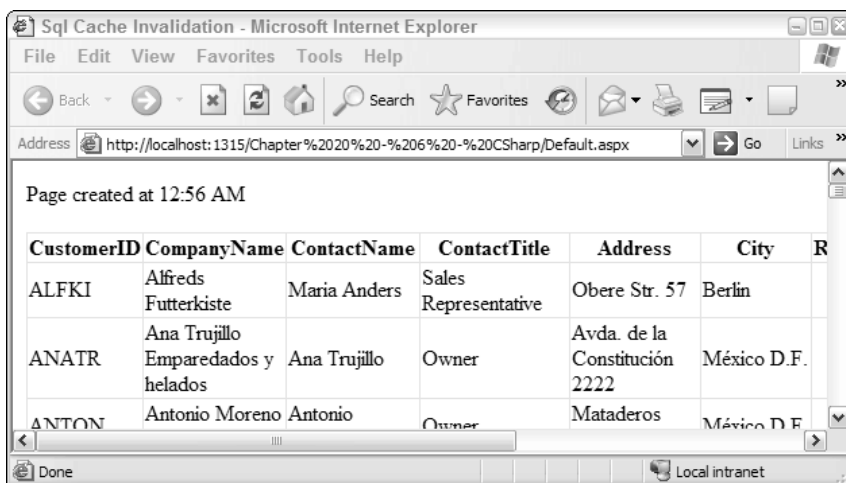 Sql Cache Invalidation - Microsoft Internet Explorer
File Edit View Favorites Tools Help
Back Search Favorites »
Address http://localhost:1315/Chapter%2020%20-%206%20-%20CSharp/Default.aspx Go Links »
Page created at 12:56 AM
CustomerID CompanyName ContactName ContactTitle Address City R
ALFKI Alfreds Futterkiste Maria Anders Sales Representative Obere Str. 57 Berlin
ANATR Ana Trujillo Emparedados y helados Ana Trujillo Owner Avda. de la Constitución 2222 México D.F.
ANTON Antonio Moreno Antonio Owner Mataderos México D.F.
Done Local intranet